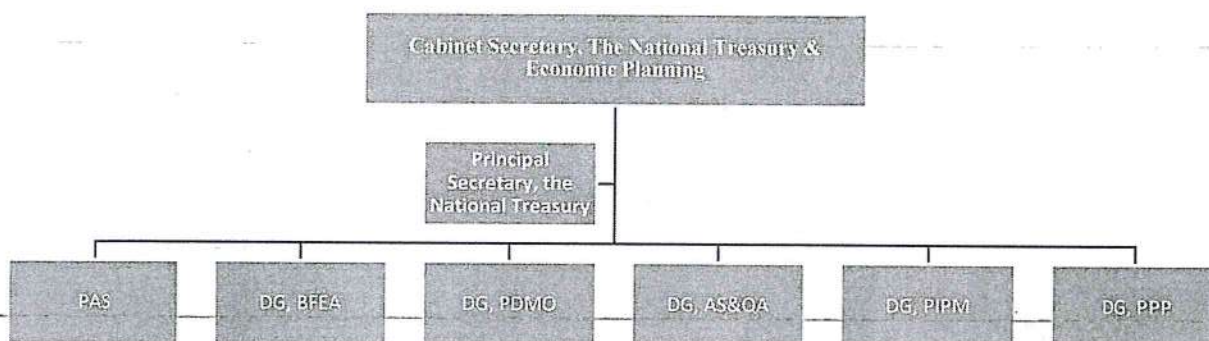 Cabinet Secretary, The National Treasury &
Economic Planning
Principal
Secretary, the
National Treasury
PAS
DG, BFEA
DG, PDMO
DG, AS&QA
DG, PIPM
DG, PPP